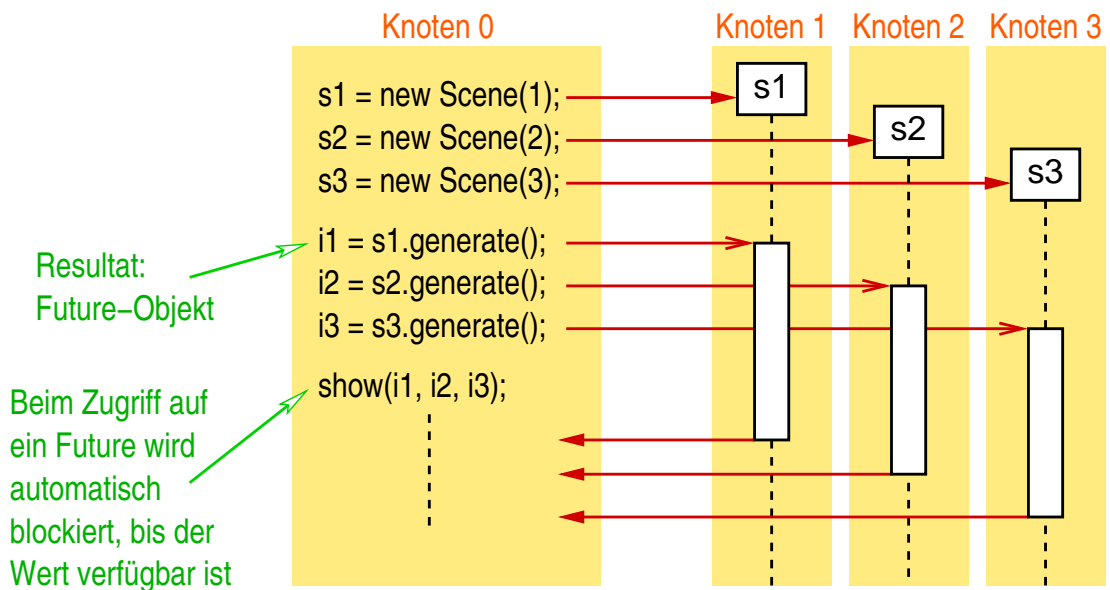 Knoten 0
Knoten 1
Knoten 2
Knoten 3
s1 = new Scene(1);
s2 = new Scene(2);
s3 = new Scene(3);
s1
s2
s3
i1 = s1.generate();
i2 = s2.generate();
i3 = s3.generate();
Resultat:
Future−Objekt
show(i1, i2, i3);
Beim Zugriff auf
ein Future wird
automatisch
blockiert, bis der
Wert verfügbar ist